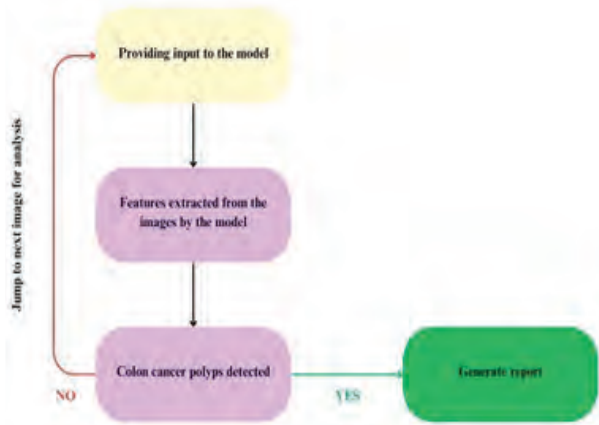 Providing input to the model
Jump to next image for analysis
Features extracted from the
images by the model
Colon cancer polyps detected
Generate report
NO
YES